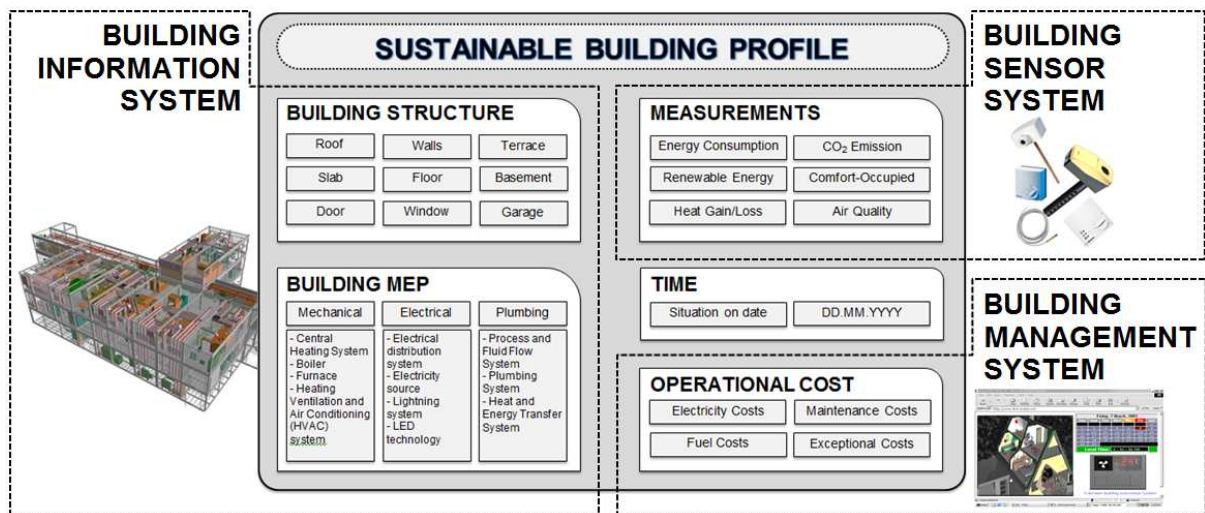 BUILDING
INFORMATION
SYSTEM
SUSTAINABLE BUILDING PROFILE
BUILDING
SENSOR
SYSTEM
BUILDING STRUCTURE
Roof
Walls
Terrace
Slab
Floor
Basement
Door
Window
Garage
MEASUREMENTS
Energy Consumption
CO2 Emission
Renewable Energy
Comfort-Occupied
Heat Gain/Loss
Air Quality
BUILDING MEP
Mechanical
Electrical
Plumbing
- Central
Heating System
- Boiler
- Furnace
- Heating
Ventilation and
Air Conditioning
(HVAC)
system
- Electrical
distribution
system
- Electricity
source
- Lightning
system
- LED
technology
- Process and
Fluid Flow
System
- Plumbing
System
- Heat and
Energy Transfer
System
TIME
Situation on date
DD.MM.YYYY
BUILDING
MANAGEMENT
SYSTEM
OPERATIONAL COST
Electricity Costs
Maintenance Costs
Fuel Costs
Exceptional Costs